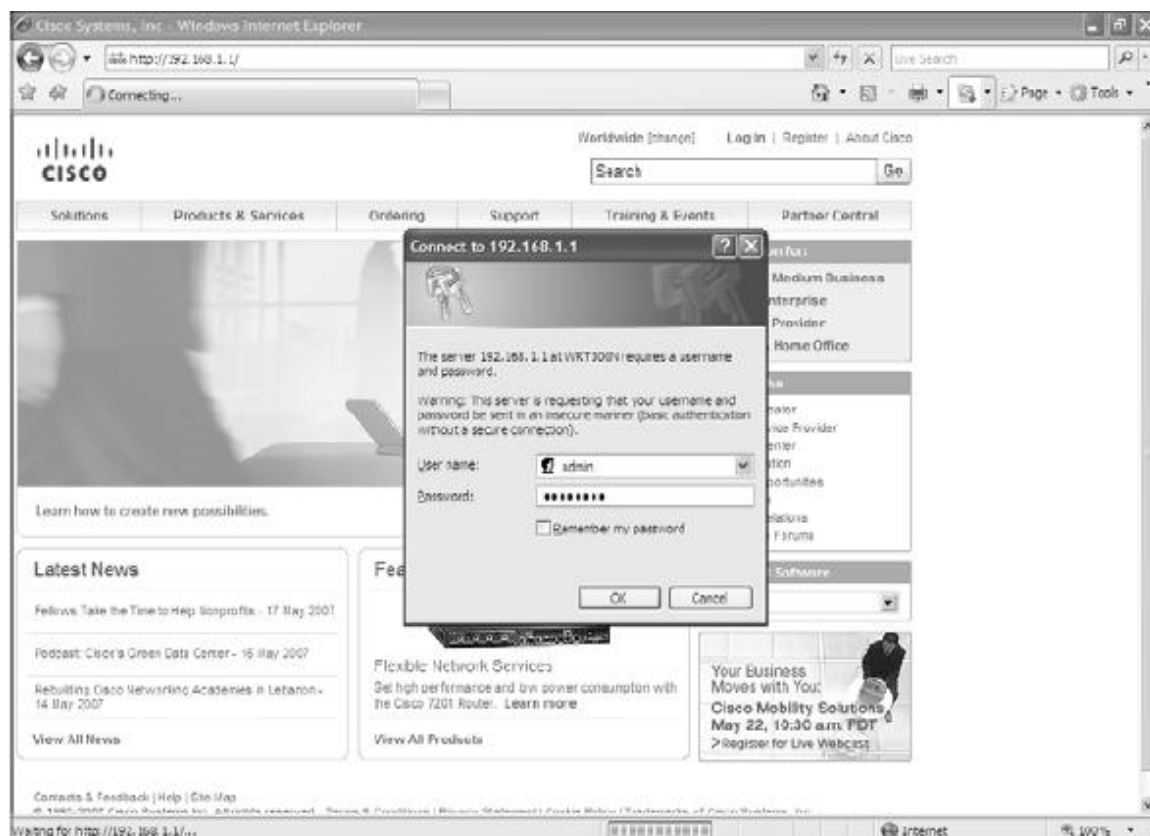 Cisco Systems, Inc - Windows Internet Explorer
http://192.168.1.1/
Live Search
Connecting...
Page
Tools
CISCO
Worldwide [change]
Log In | Register | About Cisco
Search
Go
Solutions
Products & Services
Ordering
Support
Training & Events
Partner Central
Connect to 192.168.1.1
The server 192.168.1.1 at WRT300N requires a username
and password.
Warning: This server is requesting that your username and
password be sent in an insecure manner (basic authentication
without a secure connection).
User name:
admin
Password:
Remember my password
OK
Cancel
Medium Business
Provider
Home Office
Software
Learn how to create new possibilities.
Latest News
Fellows Take the Time to Help Nonprofits - 17 May 2007
Podcast: Cisco's Green Data Center - 16 May 2007
Rebuilding Cisco Networking Academies in Lebanon -
14 May 2007
View All News
Fea
Flexible Network Services
Get high performance and low power consumption with
the Cisco 7201 Router. Learn more
View All Products
Your Business
Moves with You:
Cisco Mobility Solutions
May 22, 10:30 a.m. PDT
>Register for Live Webcast
Contacts & Feedback | Help | Site Map
Waiting for http://192.168.1.1/...
Internet
100%